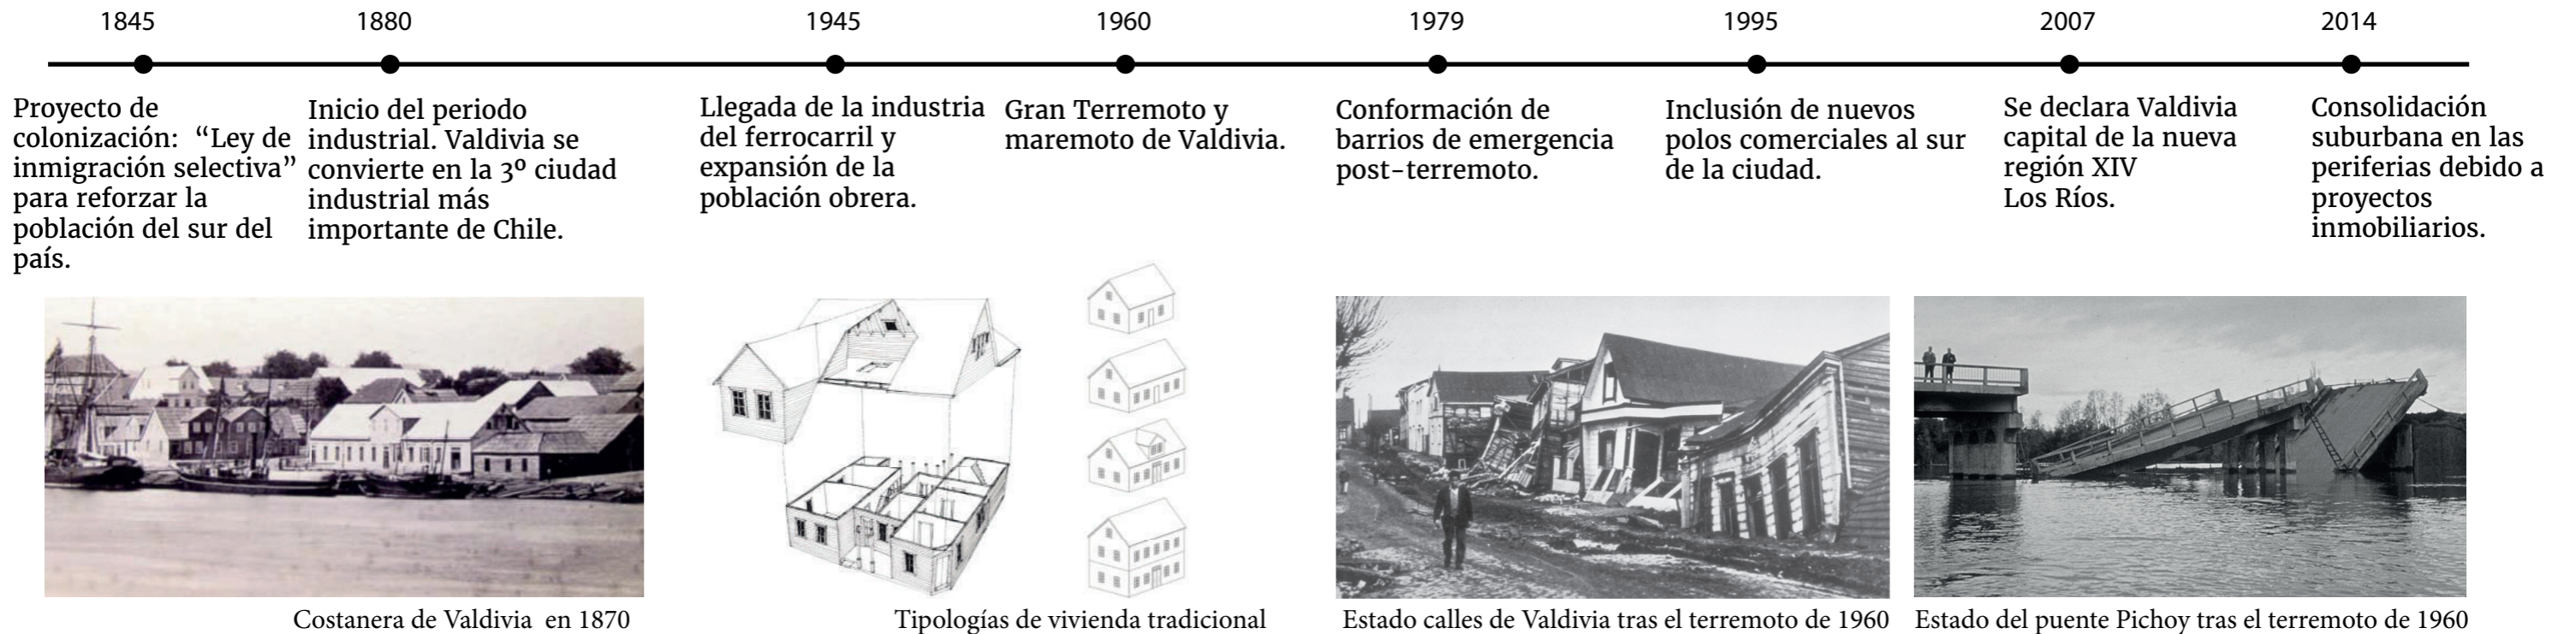 1845
1880
1945
1960
1979
1995
2007
2014
Proyecto de
colonización: “Ley de
inmigración selectiva”
para reforzar la
población del sur del
país.
Inicio del periodo
industrial. Valdivia se
convierte en la 3º ciudad
industrial más
importante de Chile.
Llegada de la industria
del ferrocarril y
expansión de la
población obrera.
Gran Terremoto y
maremoto de Valdivia.
Conformación de
barrios de emergencia
post-terremoto.
Inclusión de nuevos
polos comerciales al sur
de la ciudad.
Se declara Valdivia
capital de la nueva
región XIV
Los Ríos.
Consolidación
suburbana en las
periferias debido a
proyectos
inmobiliarios.
Costanera de Valdivia en 1870
Tipologías de vivienda tradicional
Estado calles de Valdivia tras el terremoto de 1960
Estado del puente Pichoy tras el terremoto de 1960